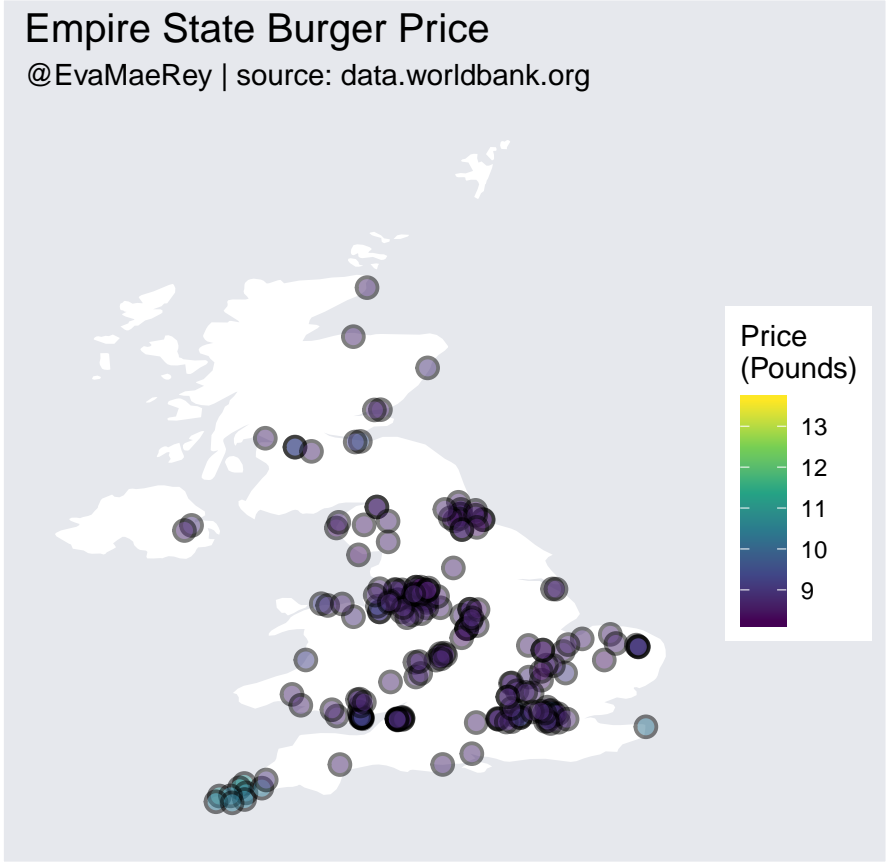 Empire State Burger Price
@EvaMaeRey | source: data.worldbank.org
Price
(Pounds)
13
12
11
10
9